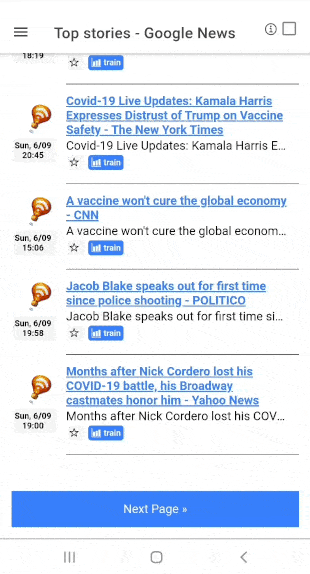 Top stories - Google News
18:19
train
Covid-19 Live Updates: Kamala Harris
Expresses Distrust of Trump on Vaccine
Safety - The New York Times
Sun, 6/09
20:45
Covid-19 Live Updates: Kamala Harris E...
train
A vaccine won't cure the global economy
- CNN
Sun, 6/09
15:06
A vaccine won't cure the global econom...
train
Jacob Blake speaks out for first time
since police shooting - POLITICO
Sun, 6/09
19:58
Jacob Blake speaks out for first time si...
train
Months after Nick Cordero lost his
COVID-19 battle, his Broadway
castmates honor him - Yahoo News
Sun, 6/09
19:00
Months after Nick Cordero lost his COV...
train
Next Page »